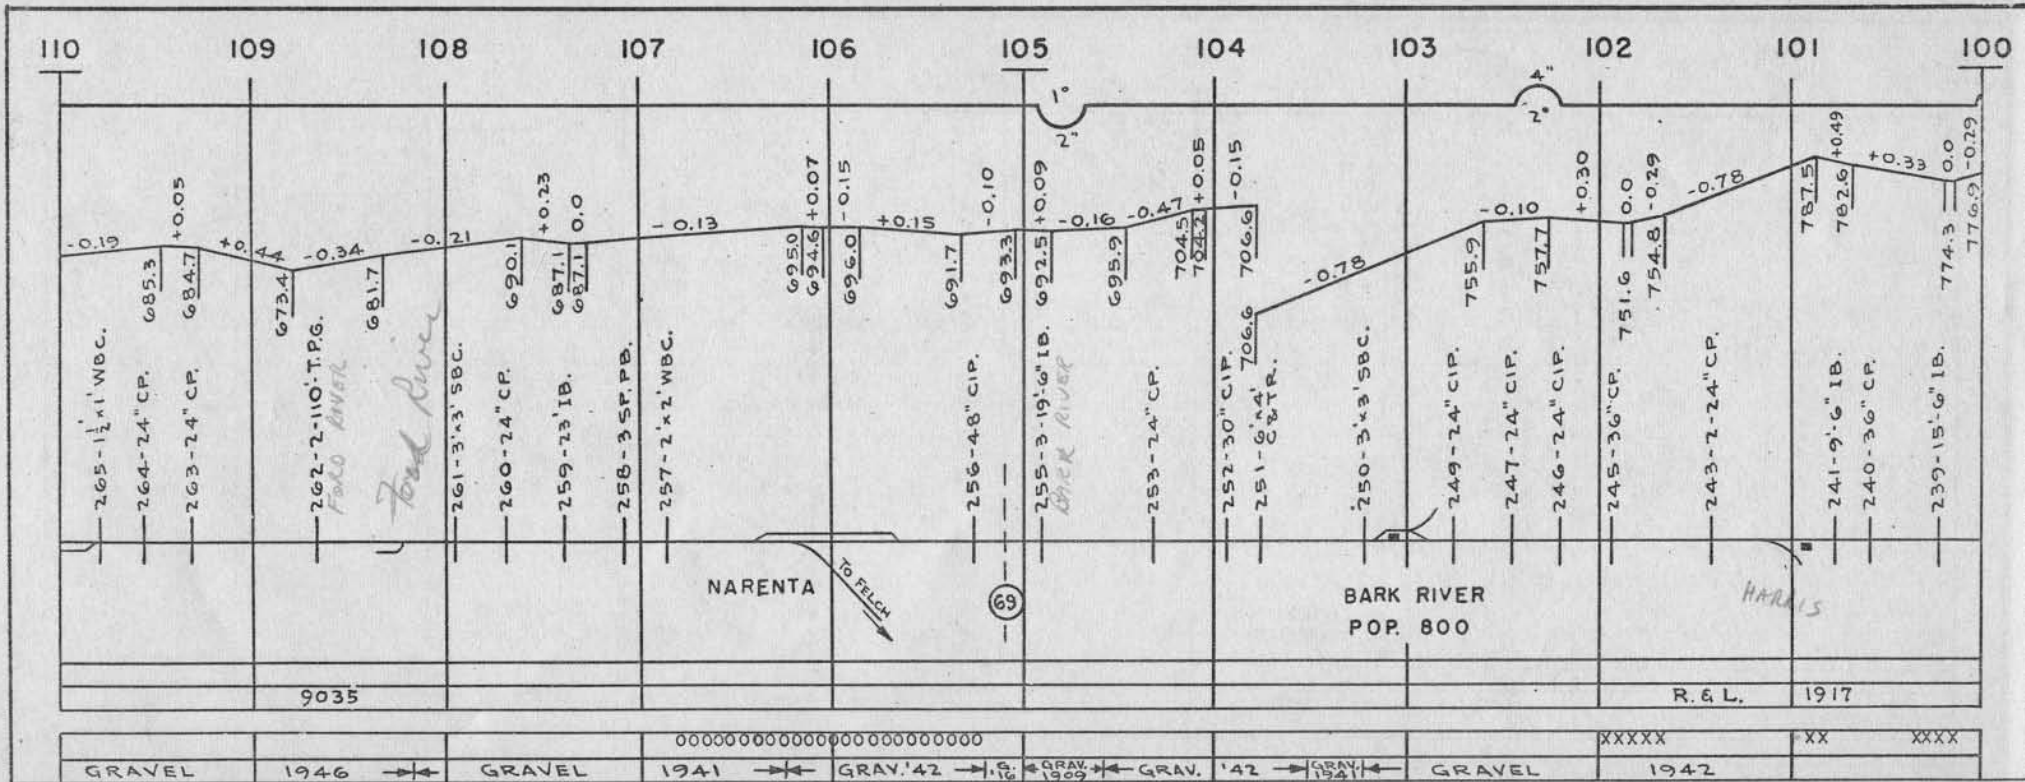 110 109 108 107 106 105 104 103 102 101 100
1° 2"
4" 2°
-0.19 +0.05 +0.44 -0.34 -0.21 +0.23 0.0 -0.13 +0.07 -0.15 +0.15 -0.10 +0.09 -0.16 -0.47 +0.05 -0.15 -0.78 -0.10 +0.30 0.0 -0.29 -0.78 +0.49 +0.33 0.0 -0.29
685.3 684.7 673.4 681.7 690.1 687.1 687.1 695.0 694.6 696.0 691.7 693.3 692.5 695.9 704.5 704.2 706.6 706.6 755.9 757.7 751.6 754.8 787.5 782.6 774.3 776.9
265-1½'x1' WBC.
264-24" CP.
263-24" CP.
262-2-110' T.P.G.
FORD RIVER
Ford River
261-3'x3' SBC.
260-24" CP.
259-23' IB.
258-3 SP. PB.
257-2'x2' WBC.
256-48" CIP.
255-3-19'-6" IB.
BARK RIVER
253-24" CP.
252-30" CIP.
251-6'x4' C&TR.
250-3'x3' SBC.
249-24" CIP.
247-24" CIP.
246-24" CIP.
245-36" CP.
243-2-24" CP.
241-9'-6" IB.
240-36" CP.
239-15'-6" IB.
NARENTA
TO FELCH
69
BARK RIVER
POP. 800
HARRIS
9035 R.&L. 1917
OOOOOOOOOOOOOOOOOOOOOOOO XXXXX XX XXXX
GRAVEL 1946 GRAVEL 1941 GRAV.'42 G. '16 GRAV. 1909 GRAV. '42 GRAV. 1941 GRAVEL 1942